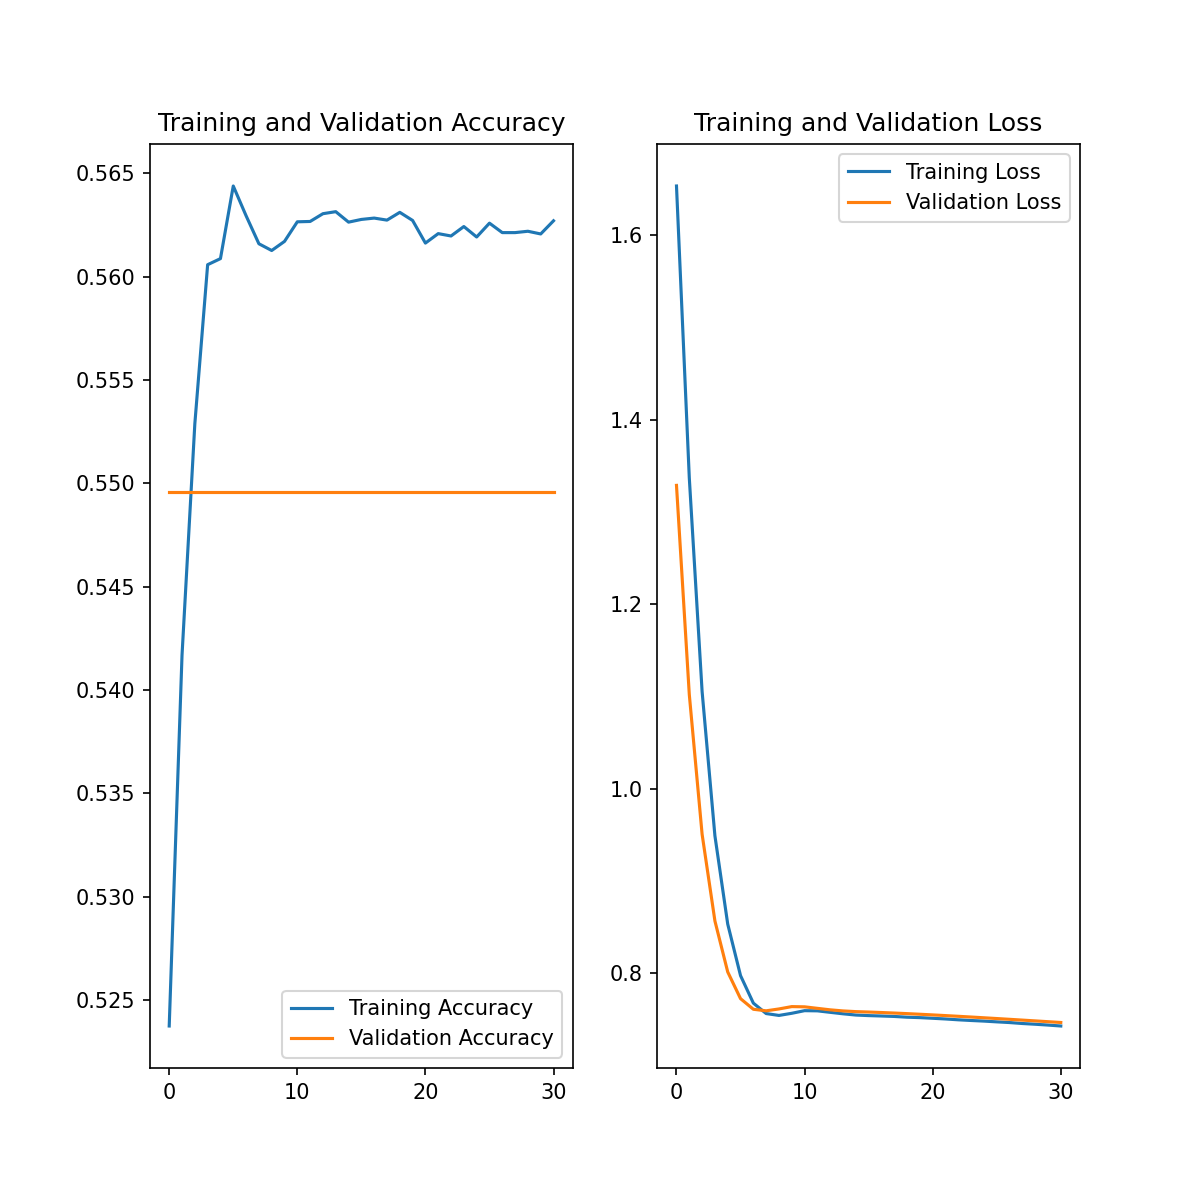 Training and Validation Accuracy
0.565
0.560
0.555
0.550
0.545
0.540
0.535
0.530
0.525
Training Accuracy
Validation Accuracy
0 10 20 30
Training and Validation Loss
Training Loss
Validation Loss
1.6
1.4
1.2
1.0
0.8
0 10 20 30